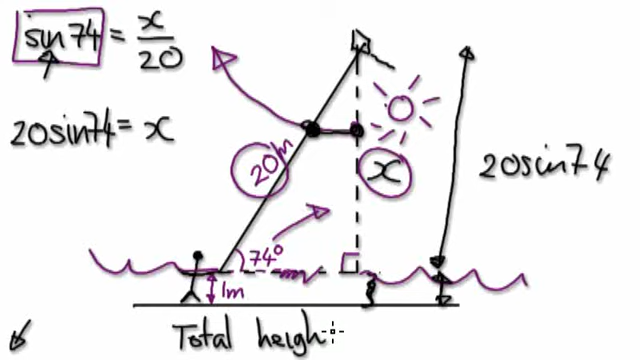 sin74 = x/20
20sin74 = x
20m
x
20sin74
74°
1m
Total heigh